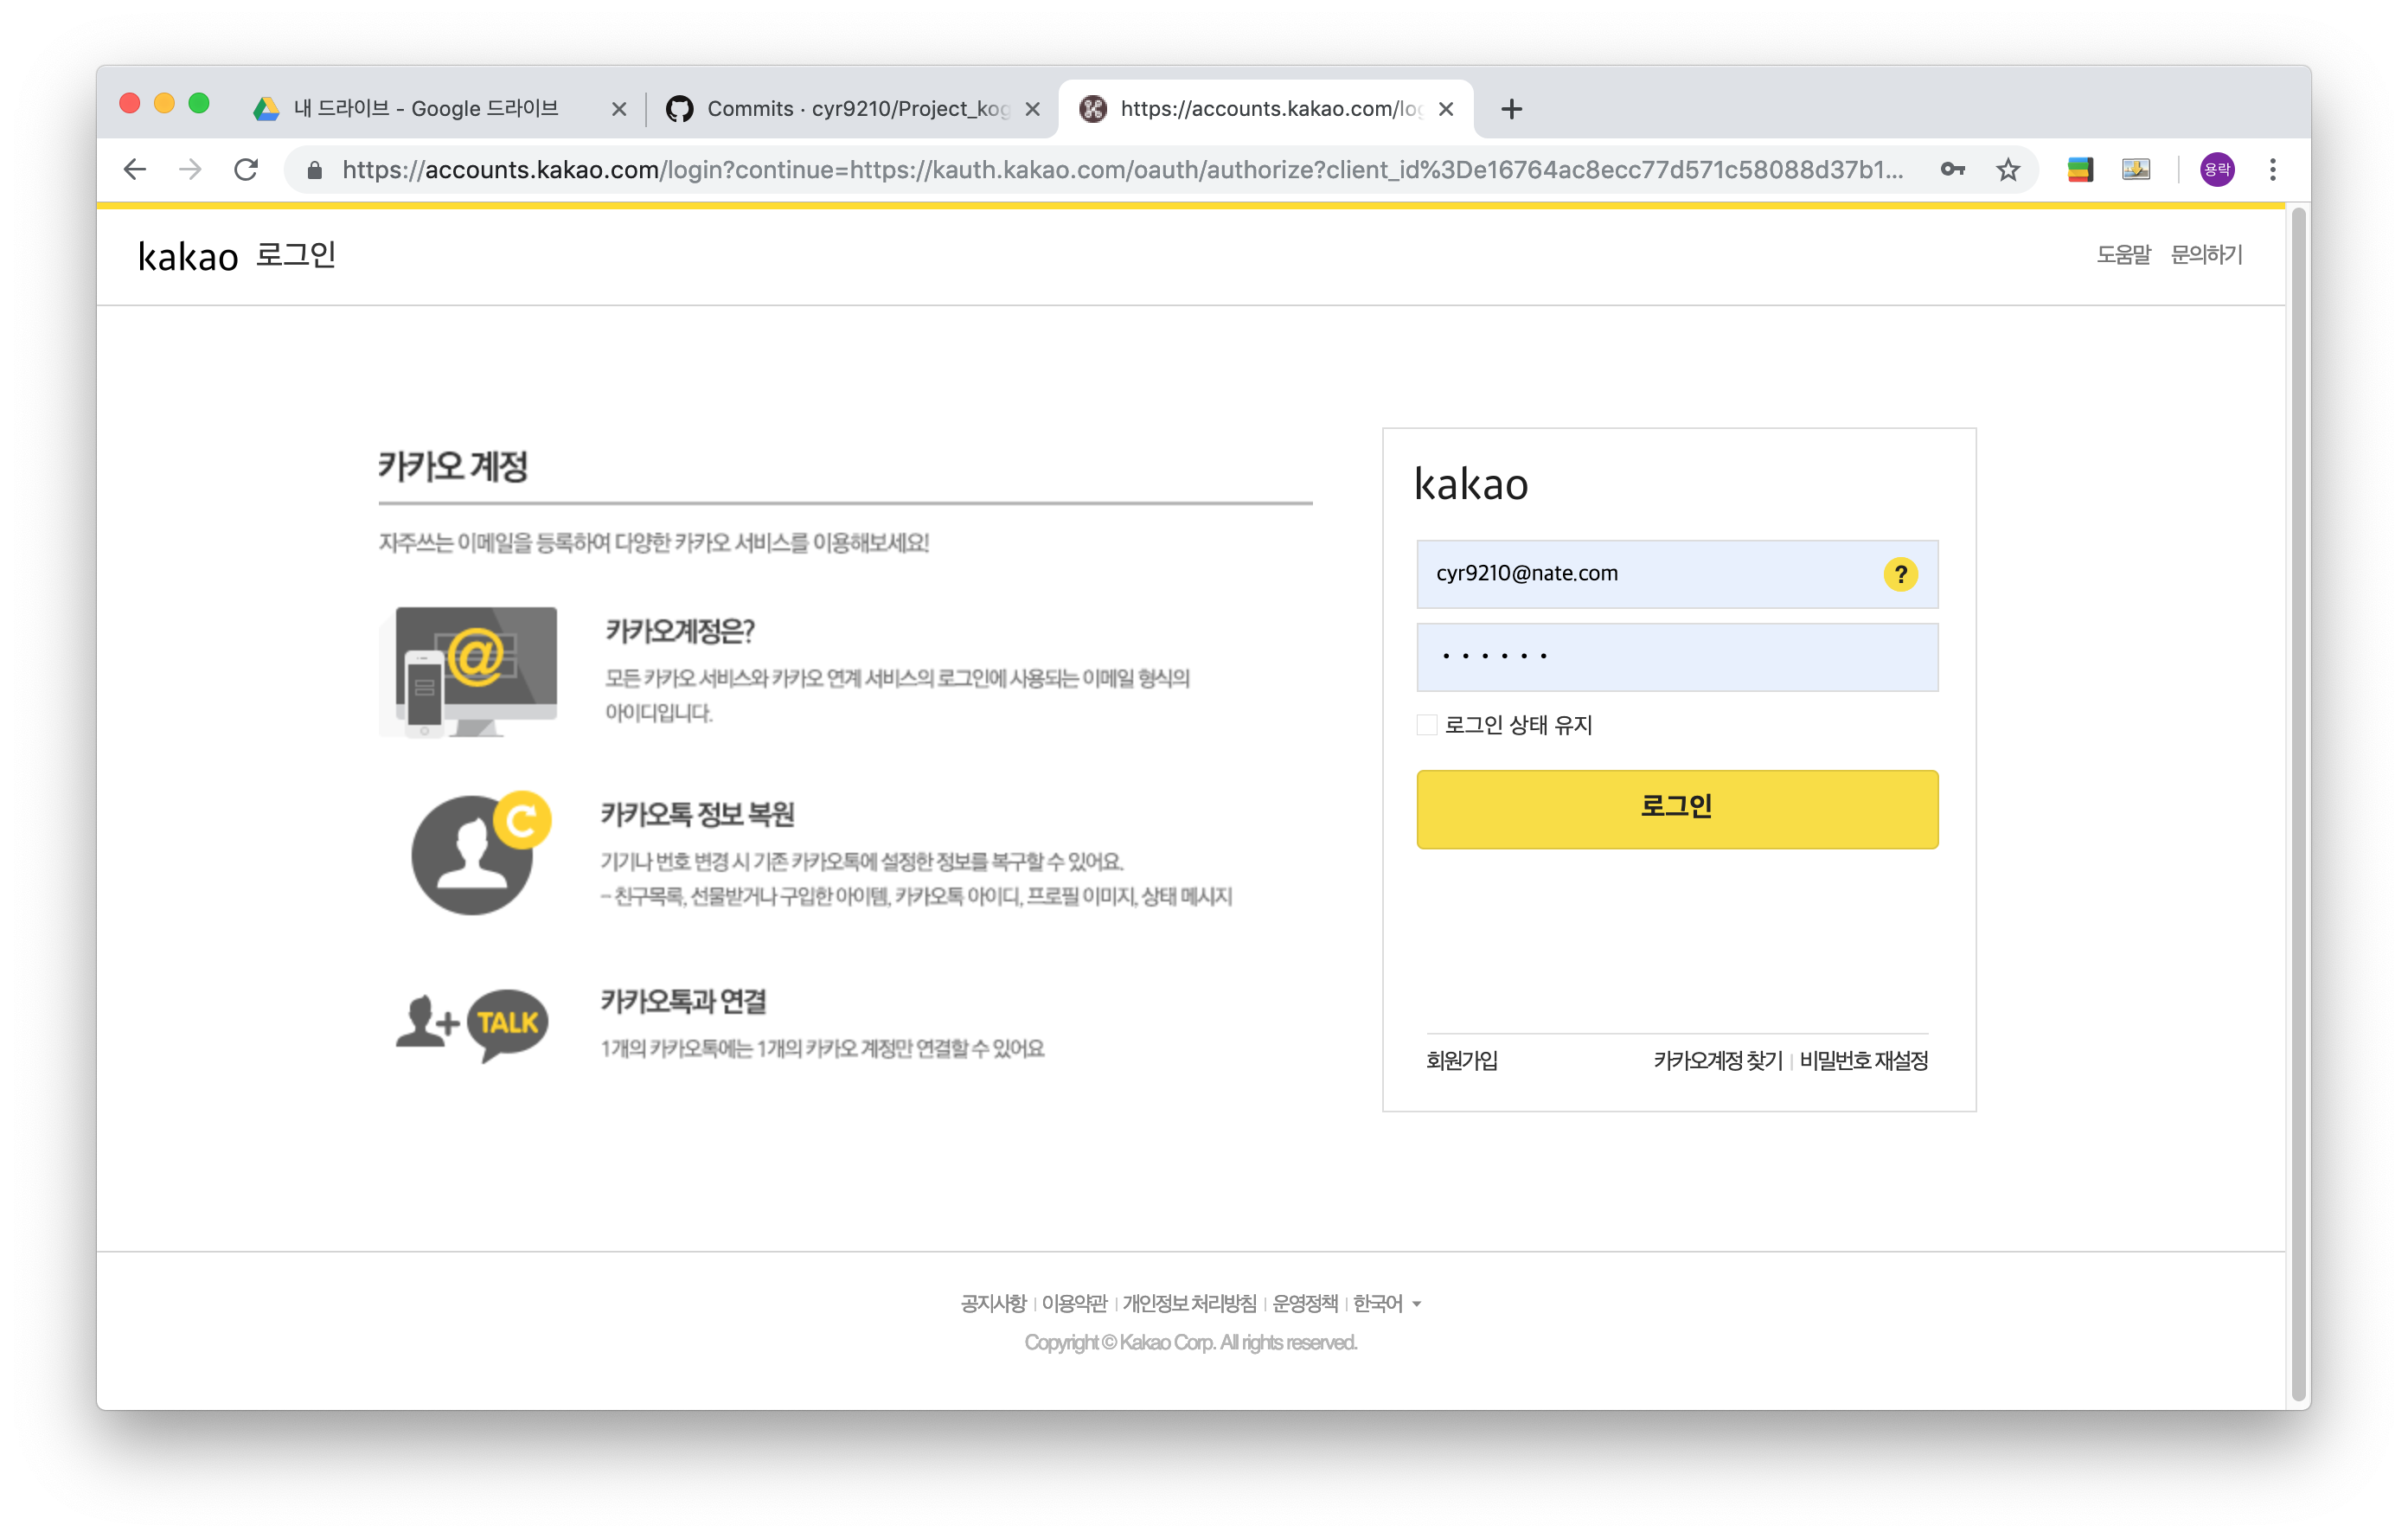 내 드라이브 - Google 드라이브
Commits · cyr9210/Project_kog
https://accounts.kakao.com/log
https://accounts.kakao.com/login?continue=https://kauth.kakao.com/oauth/authorize?client_id%3De16764ac8ecc77d571c58088d37b1...
용락
kakao 로그인
도움말 문의하기
카카오 계정
자주쓰는 이메일을 등록하여 다양한 카카오 서비스를 이용해보세요!
@
카카오계정은?
모든 카카오 서비스와 카카오 연계 서비스의 로그인에 사용되는 이메일 형식의
아이디입니다.
카카오톡 정보 복원
기기나 번호 변경 시 기존 카카오톡에 설정한 정보를 복구할 수 있어요.
- 친구목록, 선물받거나 구입한 아이템, 카카오톡 아이디, 프로필 이미지, 상태 메시지
TALK
카카오톡과 연결
1개의 카카오톡에는 1개의 카카오 계정만 연결할 수 있어요
kakao
cyr9210@nate.com ?
••••••
로그인 상태 유지
로그인
회원가입 카카오계정 찾기 | 비밀번호 재설정
공지사항 | 이용약관 | 개인정보 처리방침 | 운영정책 | 한국어
Copyright © Kakao Corp. All rights reserved.